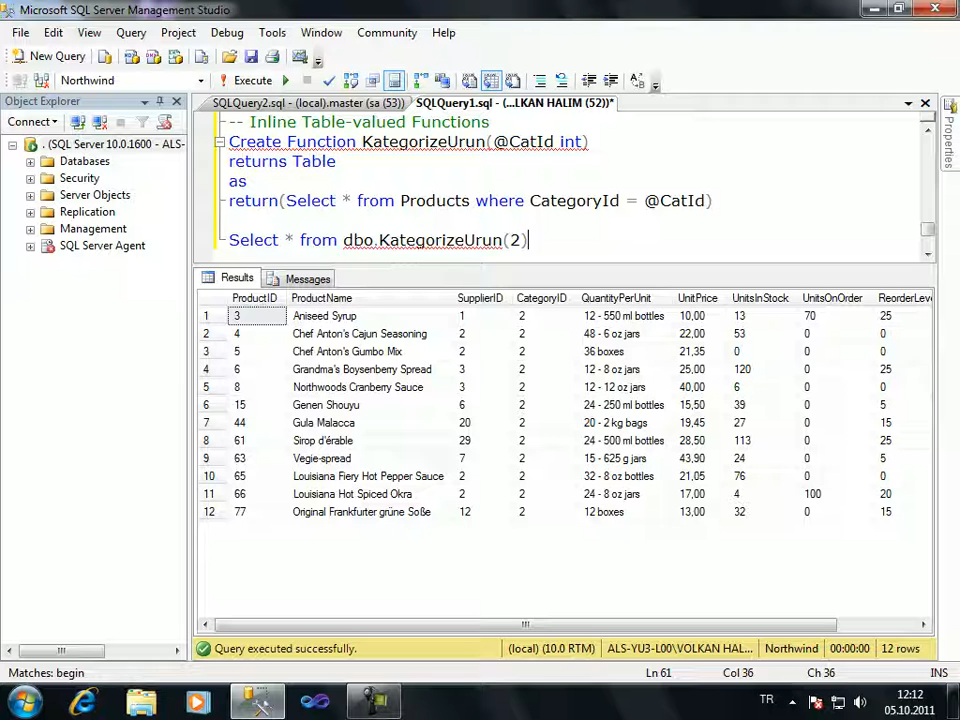 Microsoft SQL Server Management Studio
File Edit View Query Project Debug Tools Window Community Help
New Query
Northwind Execute
Object Explorer
Connect
. (SQL Server 10.0.1600 - ALS-
Databases
Security
Server Objects
Replication
Management
SQL Server Agent
SQLQuery2.sql - (local).master (sa (53)) SQLQuery1.sql - (...LKAN HALIM (52))*
-- Inline Table-valued Functions
Create Function KategorizeUrun(@CatId int)
returns Table
as
return(Select * from Products where CategoryId = @CatId)
Select * from dbo.KategorizeUrun(2)
Properties
Results Messages
ProductID ProductName SupplierID CategoryID QuantityPerUnit UnitPrice UnitsInStock UnitsOnOrder ReorderLeve
1 3 Aniseed Syrup 1 2 12 - 550 ml bottles 10,00 13 70 25
2 4 Chef Anton's Cajun Seasoning 2 2 48 - 6 oz jars 22,00 53 0 0
3 5 Chef Anton's Gumbo Mix 2 2 36 boxes 21,35 0 0 0
4 6 Grandma's Boysenberry Spread 3 2 12 - 8 oz jars 25,00 120 0 25
5 8 Northwoods Cranberry Sauce 3 2 12 - 12 oz jars 40,00 6 0 0
6 15 Genen Shouyu 6 2 24 - 250 ml bottles 15,50 39 0 5
7 44 Gula Malacca 20 2 20 - 2 kg bags 19,45 27 0 15
8 61 Sirop d'érable 29 2 24 - 500 ml bottles 28,50 113 0 25
9 63 Vegie-spread 7 2 15 - 625 g jars 43,90 24 0 5
10 65 Louisiana Fiery Hot Pepper Sauce 2 2 32 - 8 oz bottles 21,05 76 0 0
11 66 Louisiana Hot Spiced Okra 2 2 24 - 8 oz jars 17,00 4 100 20
12 77 Original Frankfurter grüne Soße 12 2 12 boxes 13,00 32 0 15
Query executed successfully. (local) (10.0 RTM) ALS-YU3-L00\VOLKAN HAL... Northwind 00:00:00 12 rows
Matches: begin Ln 61 Col 36 Ch 36 INS
TR 12:12
05.10.2011